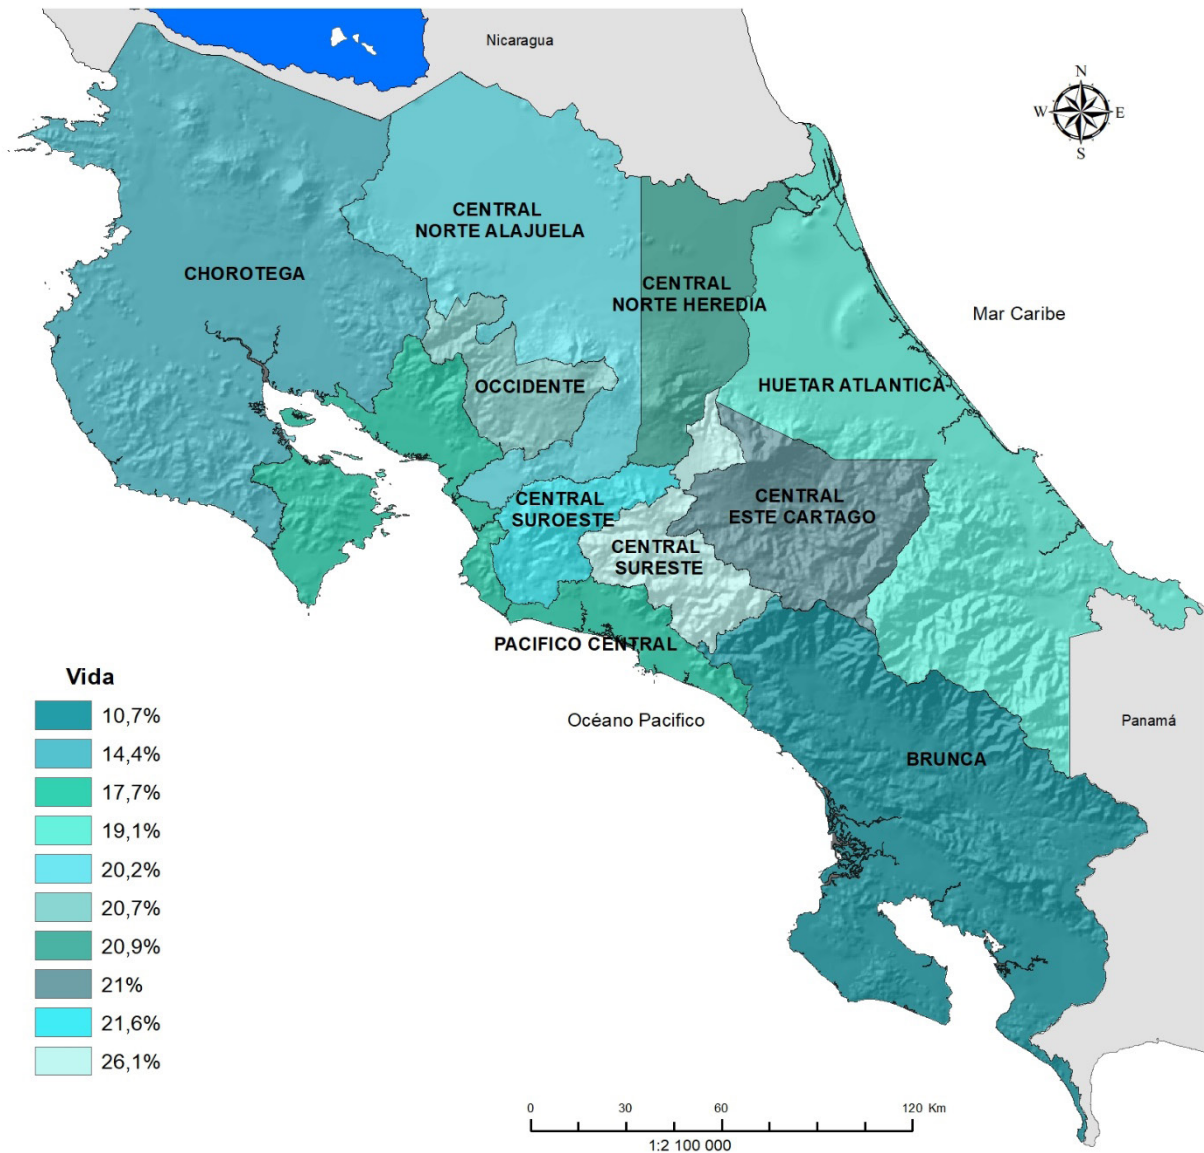 Nicaragua
N
W E
S
CENTRAL
NORTE ALAJUELA
CHOROTEGA
CENTRAL
NORTE HEREDIA
Mar Caribe
OCCIDENTE
HUETAR ATLANTICA
CENTRAL
SUROESTE
CENTRAL
ESTE CARTAGO
CENTRAL
SURESTE
PACIFICO CENTRAL
Océano Pacifico
Panamá
BRUNCA
Vida
10,7%
14,4%
17,7%
19,1%
20,2%
20,7%
20,9%
21%
21,6%
26,1%
0 30 60 120 Km
1:2 100 000